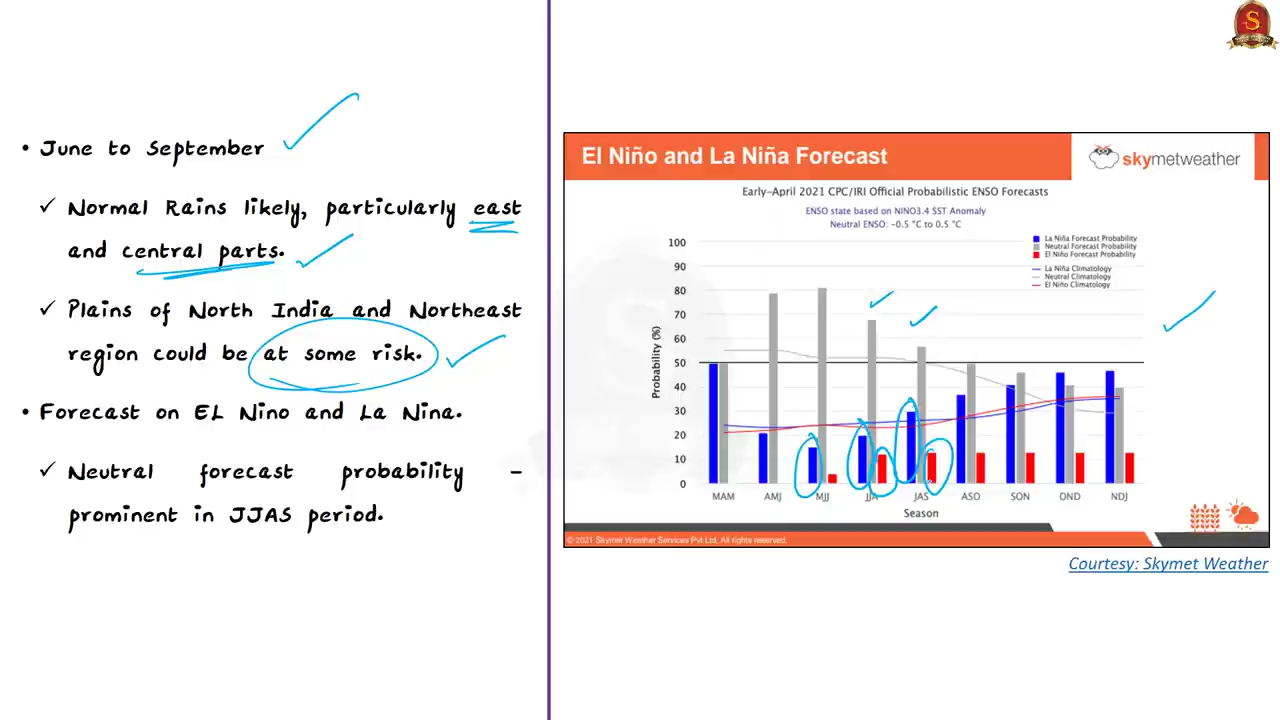 • June to September
✓ Normal Rains likely, particularly east
and central parts.
✓ Plains of North India and Northeast
region could be at some risk.
• Forecast on EL Nino and La Nina.
✓ Neutral forecast probability –
prominent in JJAS period.
El Niño and La Niña Forecast
skymetweather
Early-April 2021 CPC/IRI Official Probabilistic ENSO Forecasts
ENSO state based on NINO3.4 SST Anomaly
Neutral ENSO: -0.5 °C to 0.5 °C
La Niña Forecast Probability
Neutral Forecast Probability
El Niño Forecast Probability
La Niña Climatology
Neutral Climatology
El Niño Climatology
Probability (%)
100
90
80
70
60
50
40
30
20
10
0
MAM AMJ MJJ JJA JAS ASO SON OND NDJ
Season
© 2021 Skymet Weather Services Pvt Ltd, All rights reserved.
Courtesy: Skymet Weather